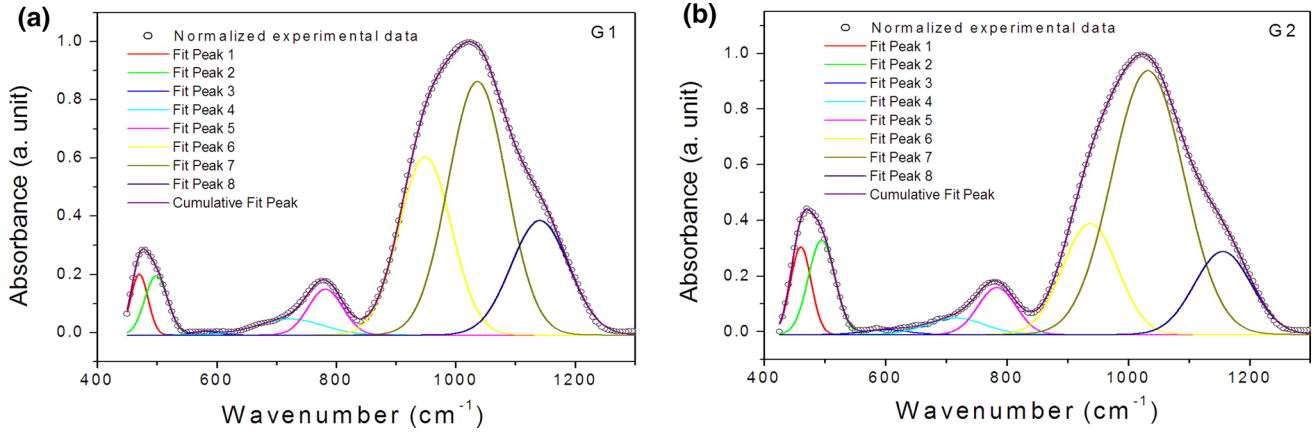 (a)
G1
Normalized experimental data
Fit Peak 1
Fit Peak 2
Fit Peak 3
Fit Peak 4
Fit Peak 5
Fit Peak 6
Fit Peak 7
Fit Peak 8
Cumulative Fit Peak
Absorbance (a. unit)
1.0
0.8
0.6
0.4
0.2
0.0
400 600 800 1000 1200
Wavenumber (cm⁻¹)
(b)
G2
Normalized experimental data
Fit Peak 1
Fit Peak 2
Fit Peak 3
Fit Peak 4
Fit Peak 5
Fit Peak 6
Fit Peak 7
Fit Peak 8
Cumulative Fit Peak
Absorbance (a. unit)
1.0
0.8
0.6
0.4
0.2
0.0
400 600 800 1000 1200
Wavenumber (cm⁻¹)